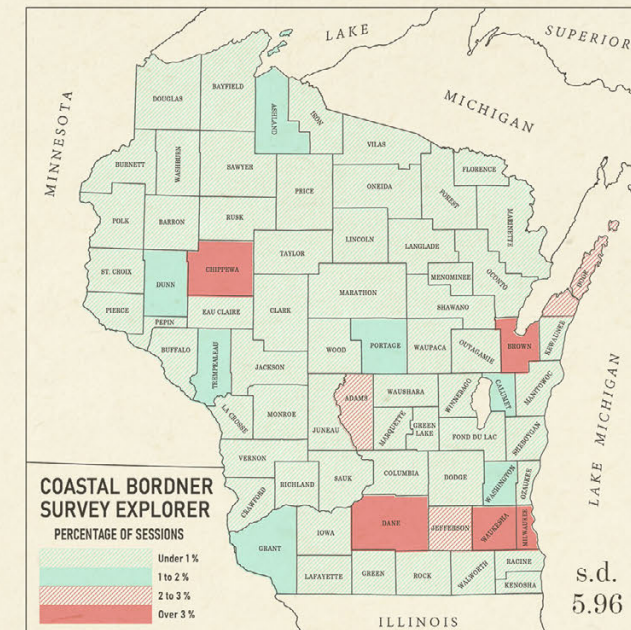 LAKE
SUPERIOR
MICHIGAN
MINNESOTA
DOUGLAS
BAYFIELD
ASHLAND
IRON
VILAS
BURNETT
WASHBURN
SAWYER
PRICE
ONEIDA
FOREST
FLORENCE
MARINETTE
POLK
BARRON
RUSK
LINCOLN
LANGLADE
TAYLOR
OCONTO
DOOR
ST. CROIX
DUNN
CHIPPEWA
MENOMINEE
MARATHON
SHAWANO
PIERCE
PEPIN
EAU CLAIRE
CLARK
BUFFALO
TREMPEALEAU
JACKSON
WOOD
PORTAGE
WAUPACA
OUTAGAMIE
BROWN
KEWAUNEE
LA CROSSE
MONROE
JUNEAU
ADAMS
WAUSHARA
MARQUETTE
GREEN
LAKE
WINNEBAGO
CALUMET
MANITOWOC
FOND DU LAC
SHEBOYGAN
LAKE MICHIGAN
VERNON
CRAWFORD
RICHLAND
SAUK
COLUMBIA
DODGE
WASHINGTON
OZAUKEE
GRANT
IOWA
DANE
JEFFERSON
WAUKESHA
MILWAUKEE
LAFAYETTE
GREEN
ROCK
WALWORTH
RACINE
KENOSHA
ILLINOIS
COASTAL BORDNER
SURVEY EXPLORER
PERCENTAGE OF SESSIONS
Under 1 %
1 to 2 %
2 to 3 %
Over 3 %
s.d.
5.96